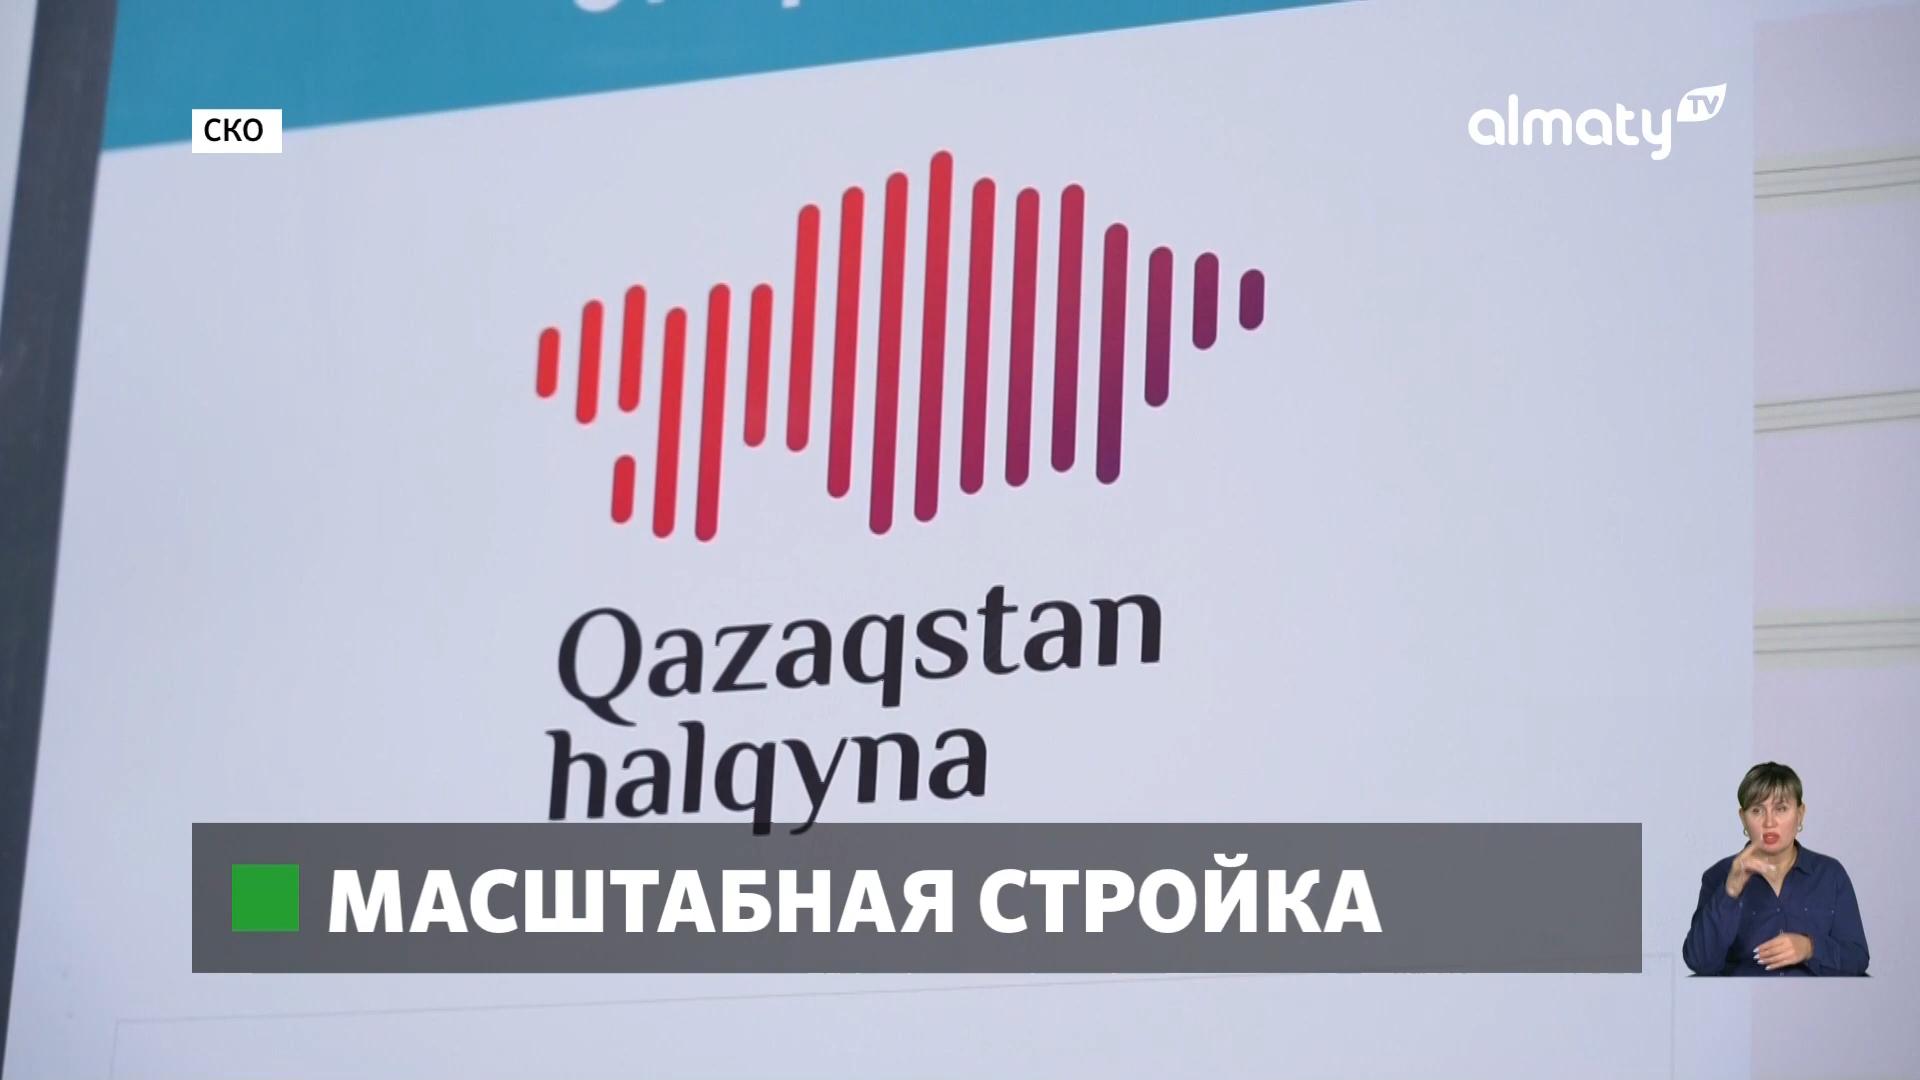 СКО
almaty TV
Qazaqstan
halqyna
МАСШТАБНАЯ СТРОЙКА